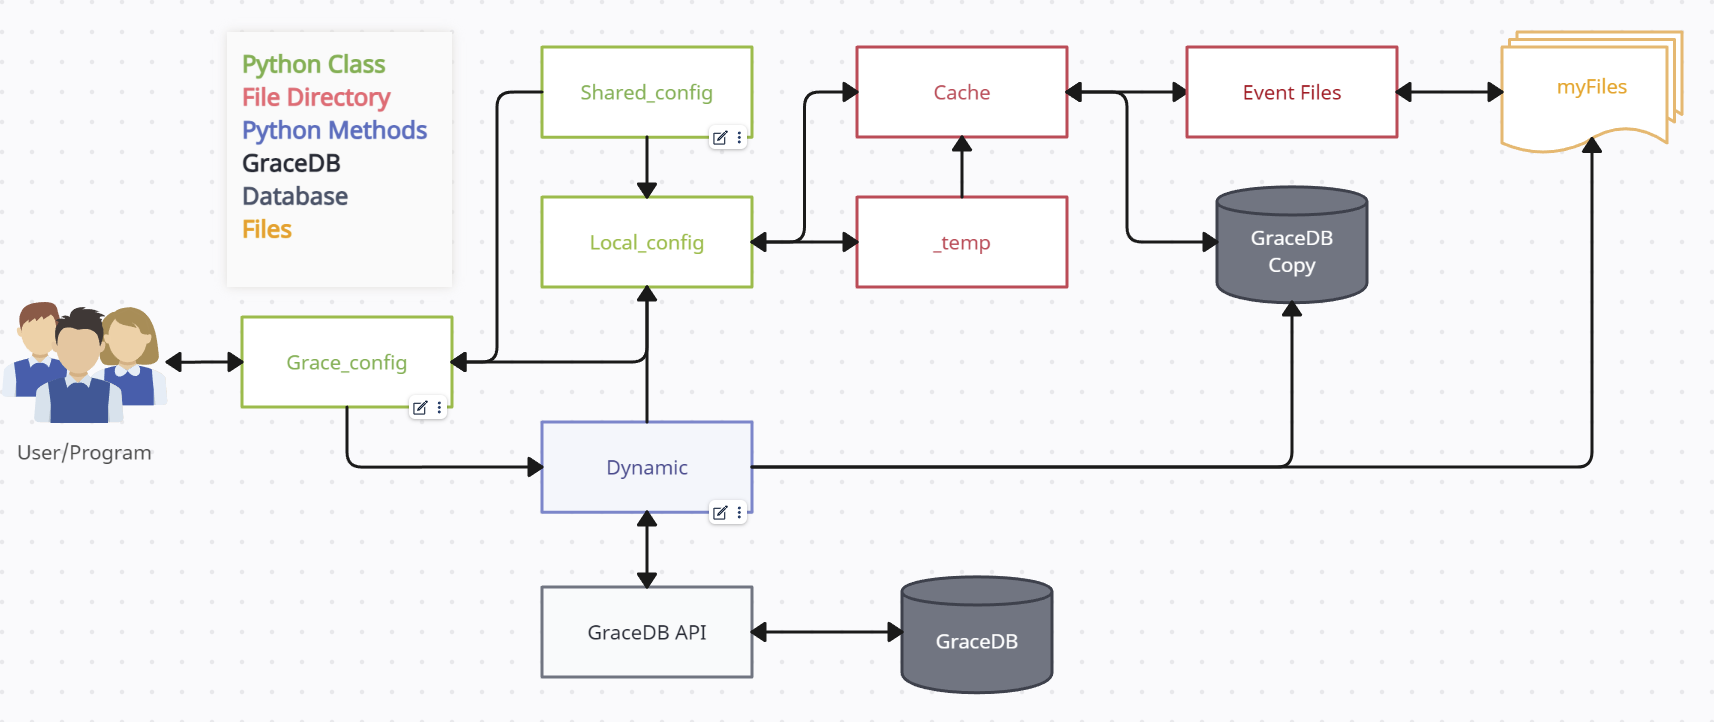 Python Class
File Directory
Python Methods
GraceDB
Database
Files
Shared_config
Cache
Event Files
myFiles
Local_config
_temp
GraceDB
Copy
Grace_config
User/Program
Dynamic
GraceDB API
GraceDB